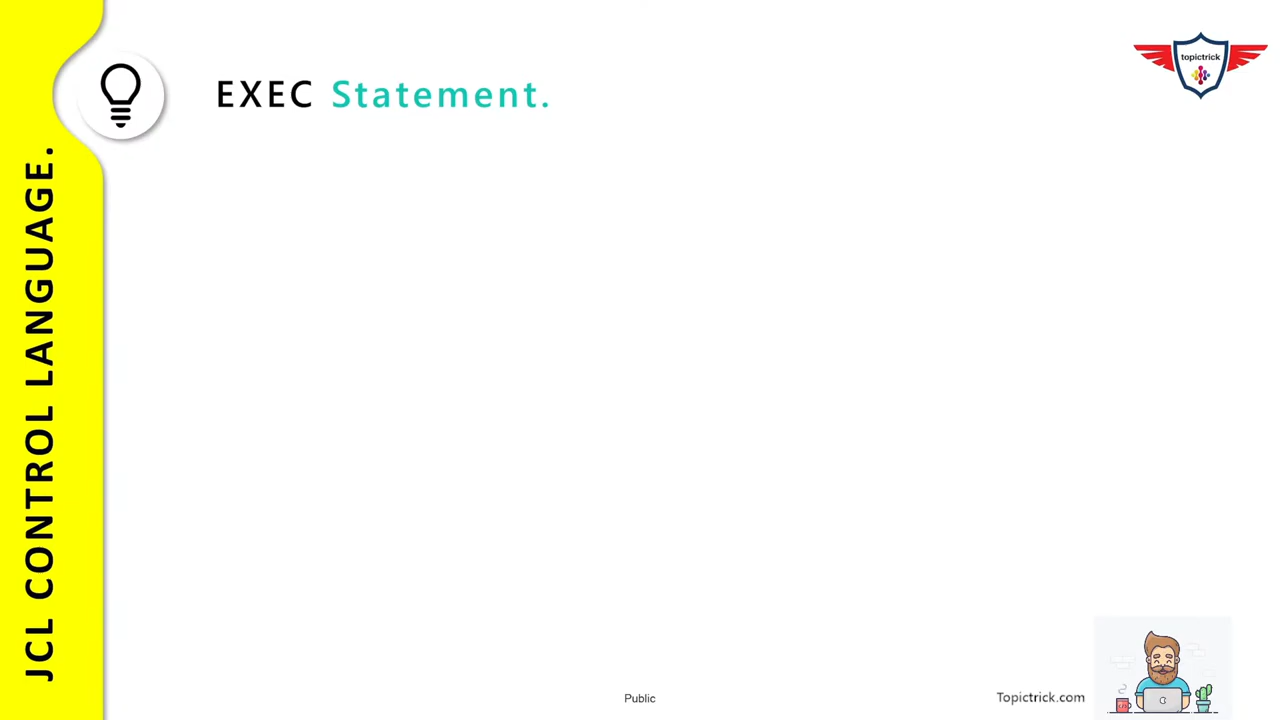 EXEC Statement.
topictrick
JCL CONTROL LANGUAGE.
Public
Topictrick.com